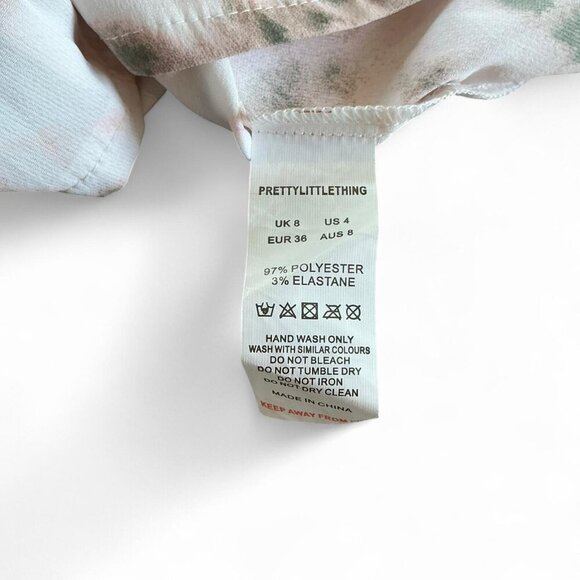 PRETTYLITTLETHING
UK 8 US 4
EUR 36 AUS 8
97% POLYESTER
3% ELASTANE
HAND WASH ONLY
WASH WITH SIMILAR COLOURS
DO NOT BLEACH
DO NOT TUMBLE DRY
DO NOT IRON
DO NOT DRY CLEAN
MADE IN CHINA
KEEP AWAY FROM